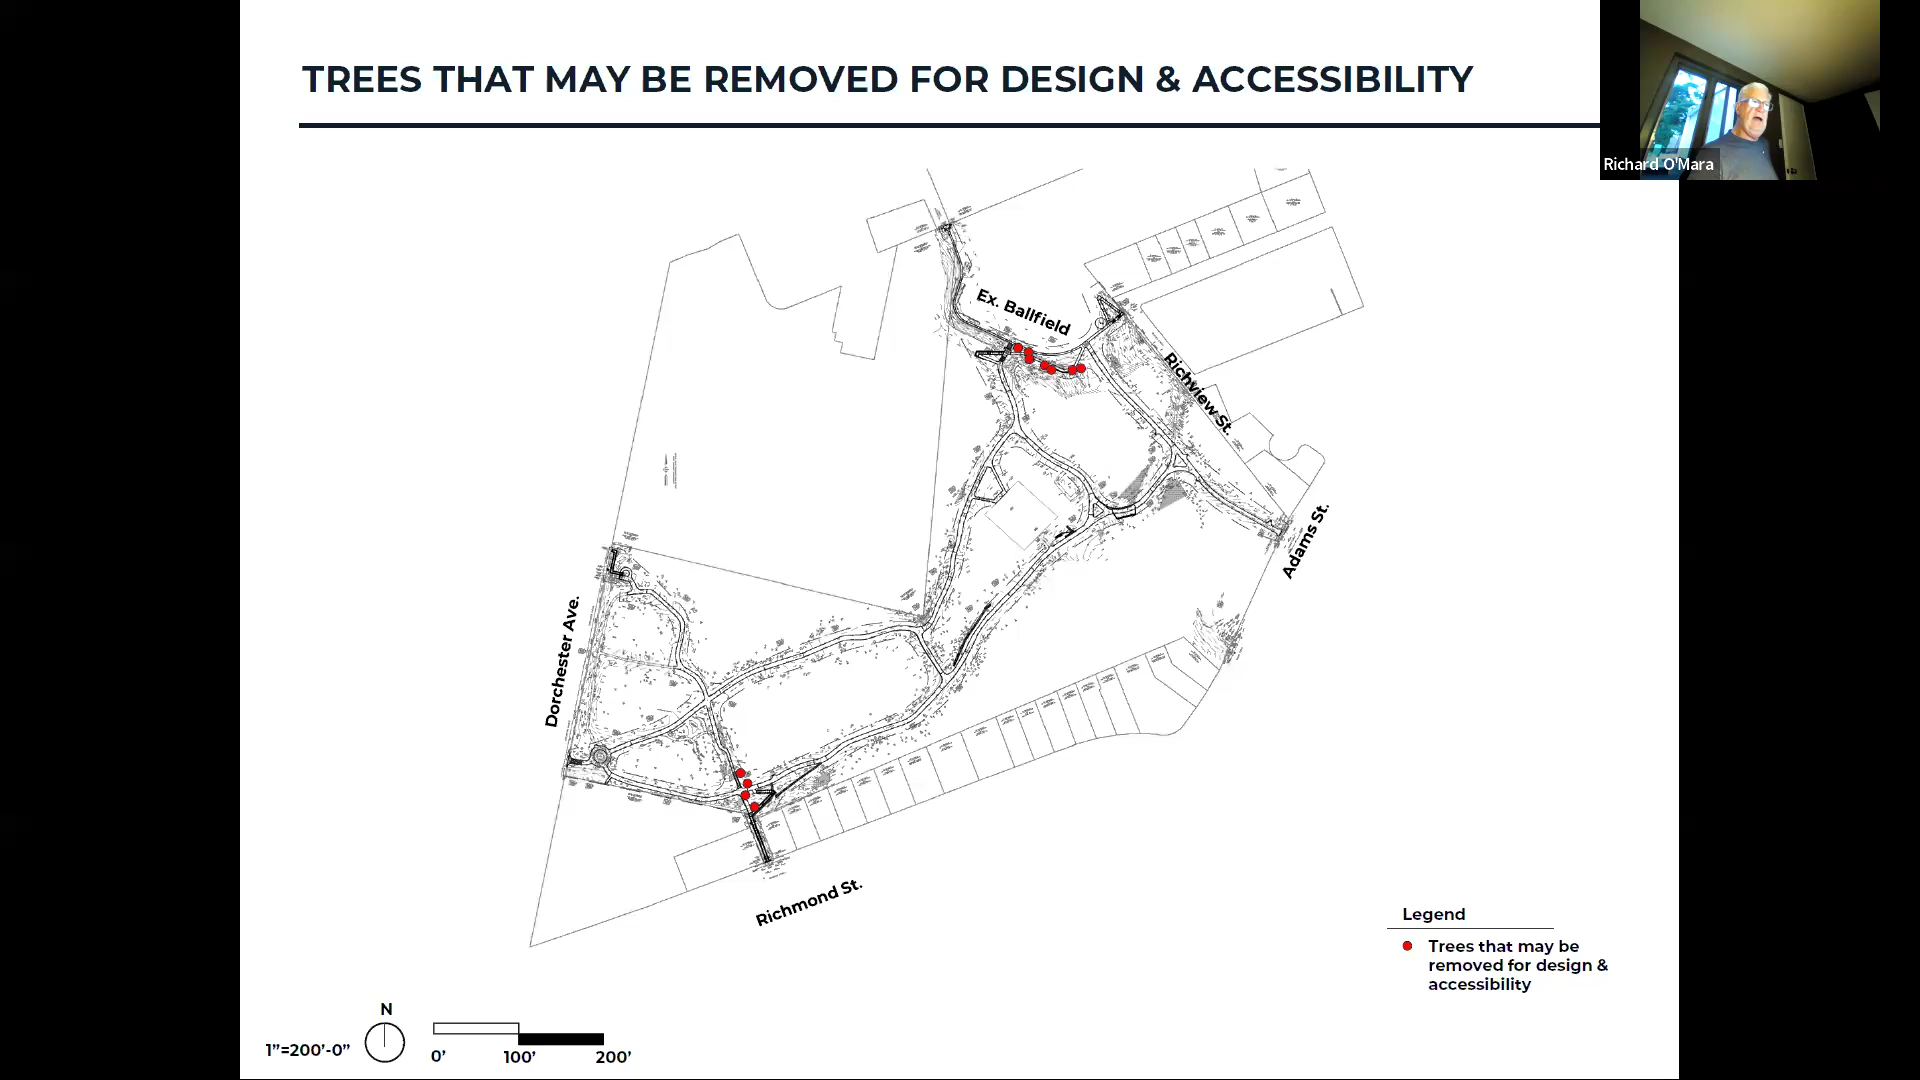 TREES THAT MAY BE REMOVED FOR DESIGN & ACCESSIBILITY
Richard O'Mara
Ex. Ballfield
Richview St.
Adams St.
Dorchester Ave.
Richmond St.
Legend
Trees that may be
removed for design &
accessibility
N
1"=200'-0"
0' 100' 200'